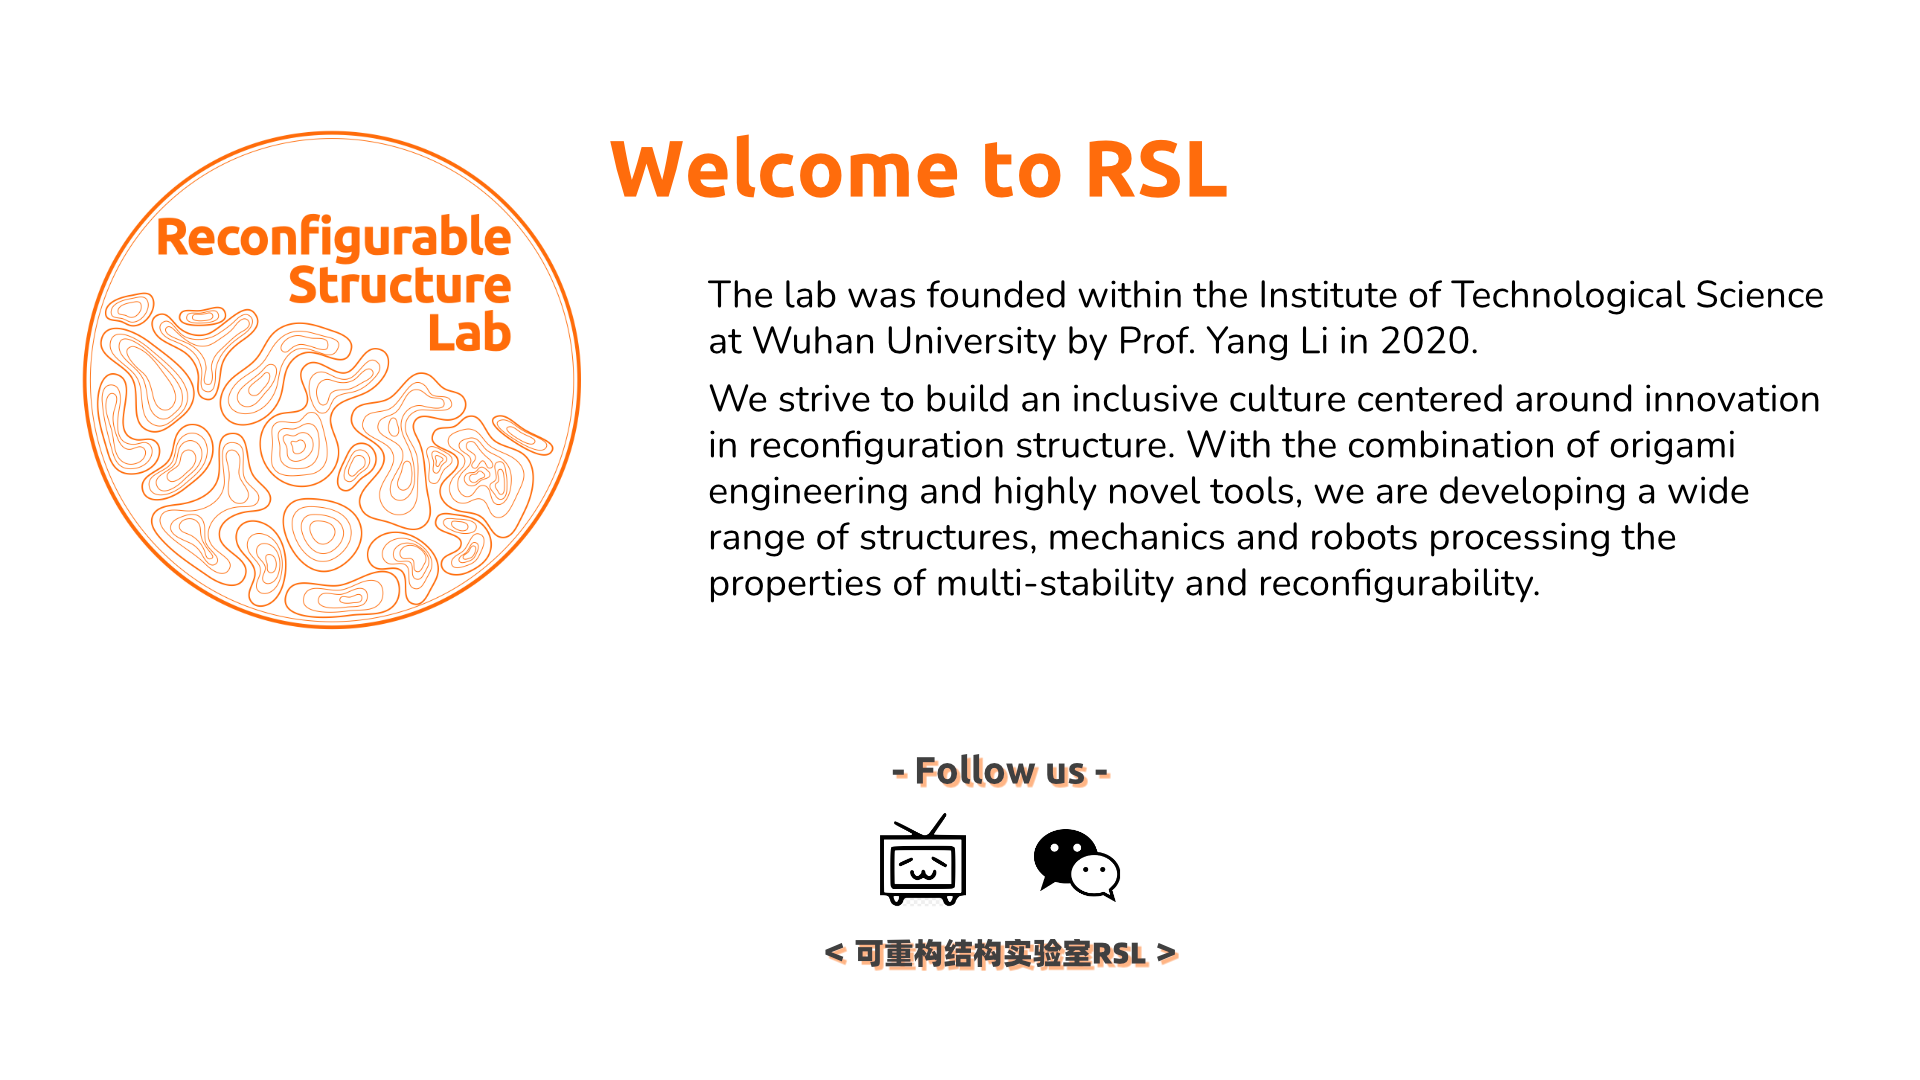 Reconfigurable
Structure
Lab
Welcome to RSL
The lab was founded within the Institute of Technological Science
at Wuhan University by Prof. Yang Li in 2020.
We strive to build an inclusive culture centered around innovation
in reconfiguration structure. With the combination of origami
engineering and highly novel tools, we are developing a wide
range of structures, mechanics and robots processing the
properties of multi-stability and reconfigurability.
- Follow us -
< 可重构结构实验室RSL >